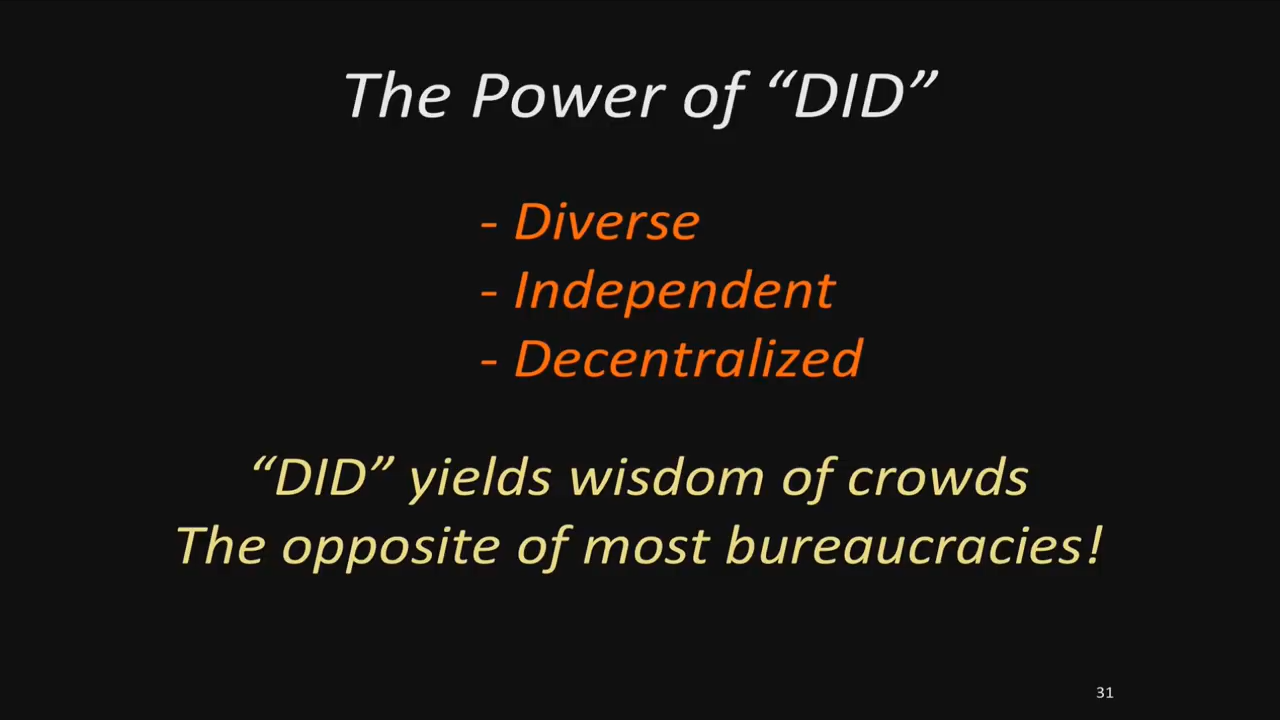 The Power of “DID”
- Diverse
- Independent
- Decentralized
“DID” yields wisdom of crowds
The opposite of most bureaucracies!
31